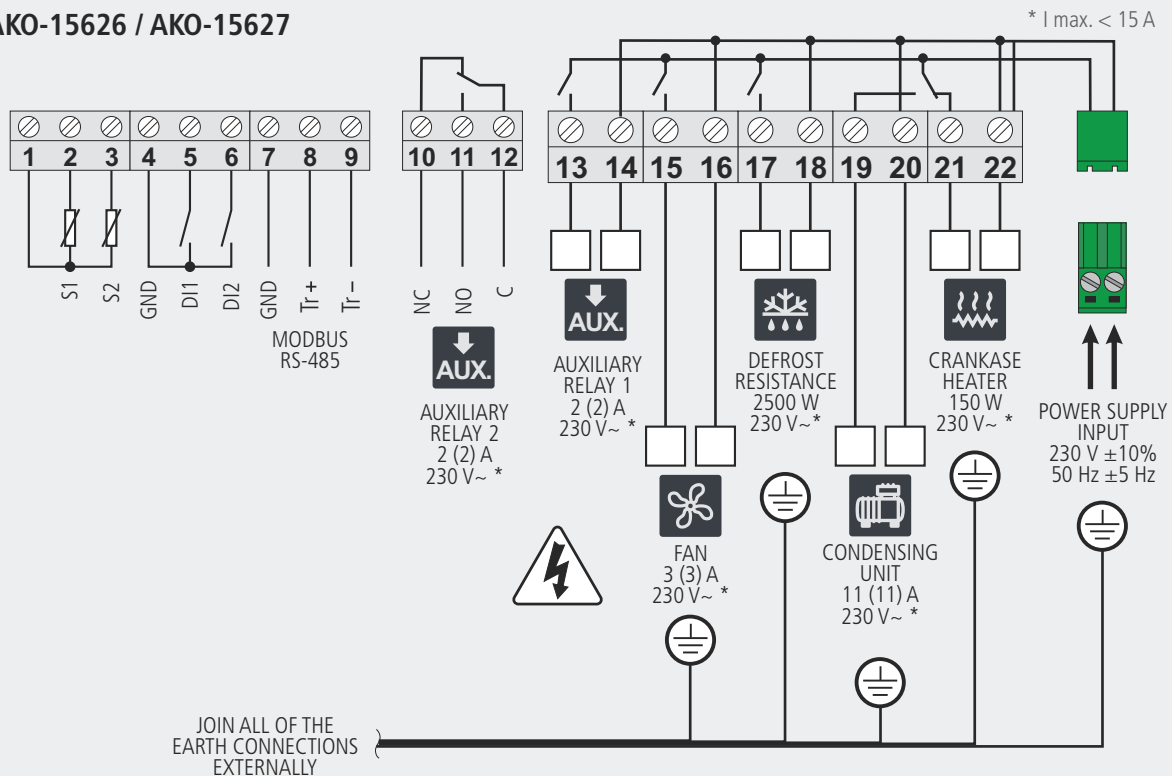 AKO-15626 / AKO-15627
* I max. < 15 A
1 2 3 4 5 6 7 8 9
10 11 12
13 14 15 16 17 18 19 20 21 22
S1
S2
GND
DI1
DI2
GND
Tr +
Tr −
MODBUS
RS-485
NC
NO
C
AUX.
AUXILIARY
RELAY 2
2 (2) A
230 V~ *
AUX.
AUXILIARY
RELAY 1
2 (2) A
230 V~ *
FAN
3 (3) A
230 V~ *
DEFROST
RESISTANCE
2500 W
230 V~ *
CONDENSING
UNIT
11 (11) A
230 V~ *
CRANKASE
HEATER
150 W
230 V~ *
POWER SUPPLY
INPUT
230 V ±10%
50 Hz ±5 Hz
JOIN ALL OF THE
EARTH CONNECTIONS
EXTERNALLY